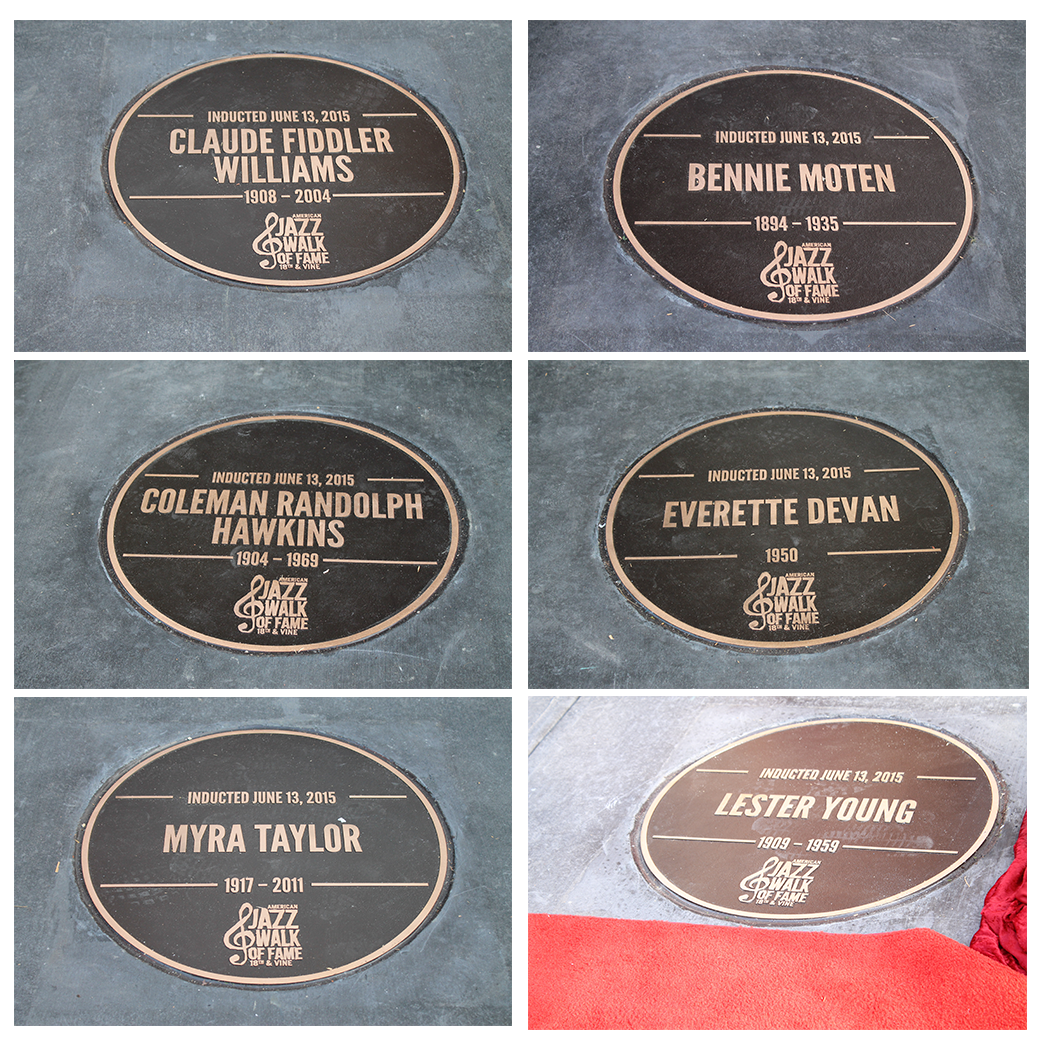 INDUCTED JUNE 13, 2015
CLAUDE FIDDLER
WILLIAMS
1908 – 2004
AMERICAN
JAZZ
WALK
OF FAME
18TH & VINE
INDUCTED JUNE 13, 2015
BENNIE MOTEN
1894 – 1935
AMERICAN
JAZZ
WALK
OF FAME
18TH & VINE
INDUCTED JUNE 13, 2015
COLEMAN RANDOLPH
HAWKINS
1904 – 1969
AMERICAN
JAZZ
WALK
OF FAME
18TH & VINE
INDUCTED JUNE 13, 2015
EVERETTE DEVAN
1950
AMERICAN
JAZZ
WALK
OF FAME
18TH & VINE
INDUCTED JUNE 13, 2015
MYRA TAYLOR
1917 – 2011
AMERICAN
JAZZ
WALK
OF FAME
18TH & VINE
INDUCTED JUNE 13, 2015
LESTER YOUNG
1909 – 1959
AMERICAN
JAZZ
WALK
OF FAME
18TH & VINE